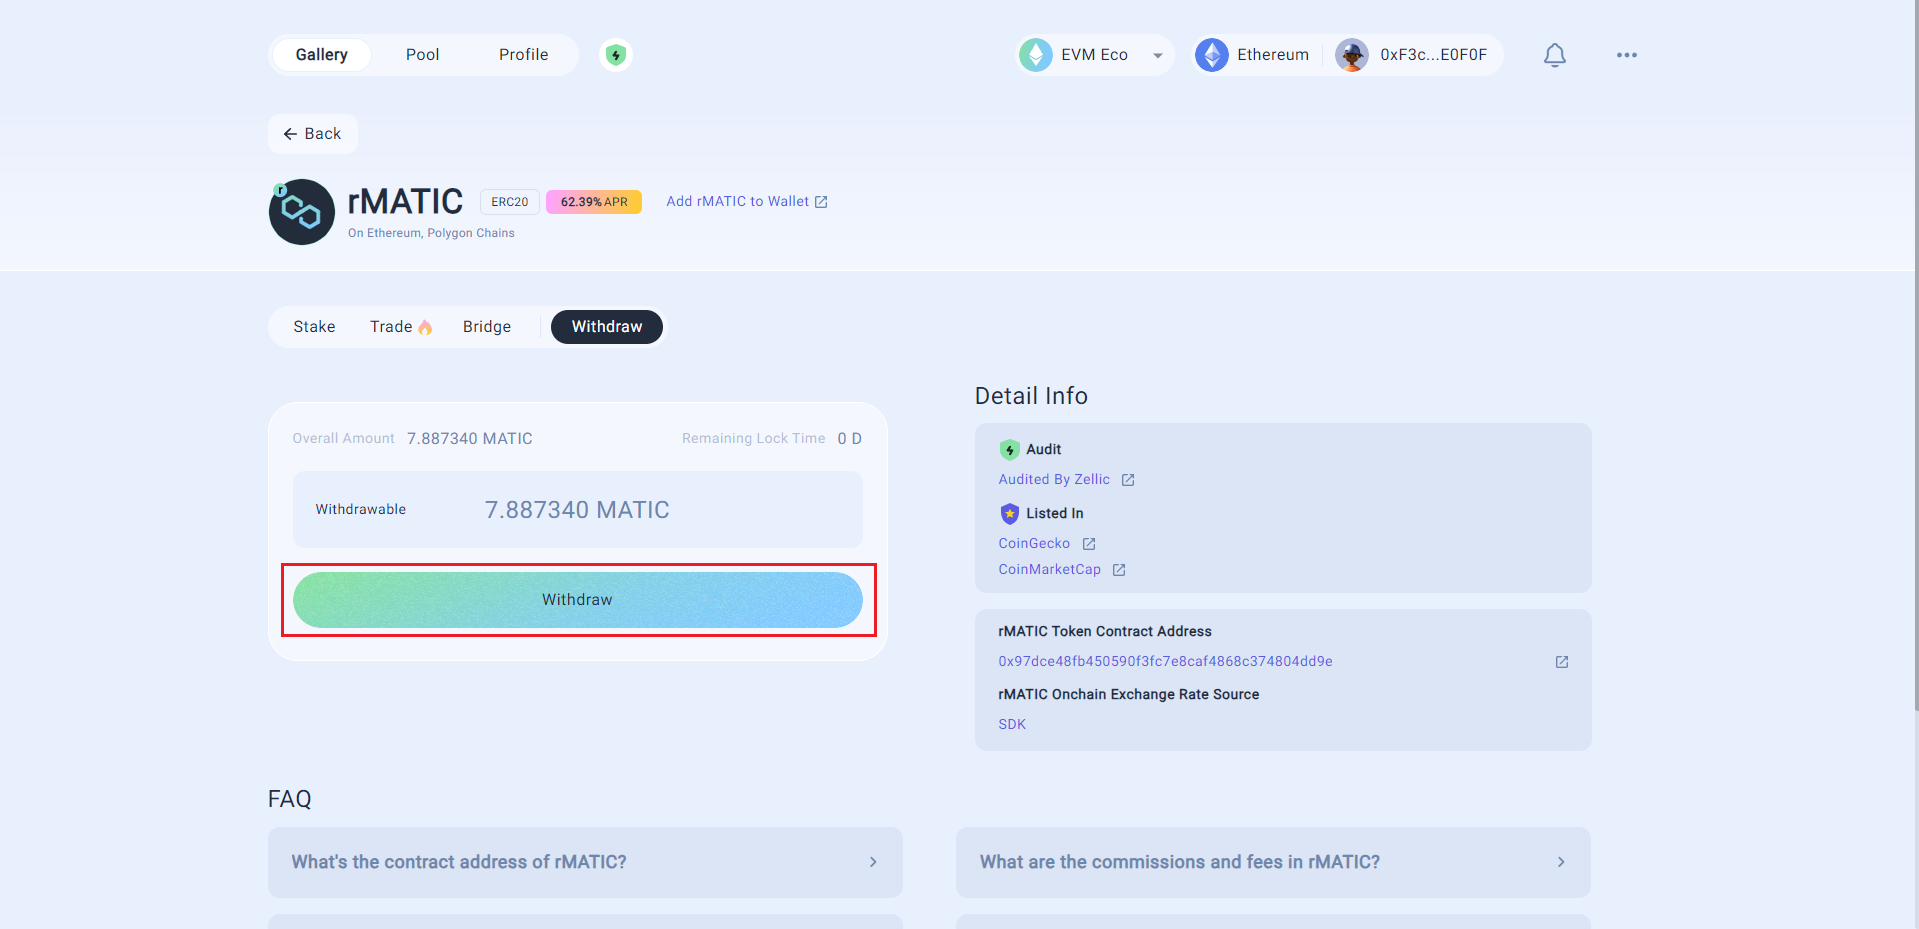 Gallery Pool Profile EVM Eco Ethereum 0xF3c...E0F0F
Back
r
rMATIC ERC20 62.39% APR Add rMATIC to Wallet
On Ethereum, Polygon Chains
Stake Trade Bridge Withdraw
Detail Info
Overall Amount 7.887340 MATIC Remaining Lock Time 0 D
Withdrawable 7.887340 MATIC
Withdraw
Audit
Audited By Zellic
Listed In
CoinGecko
CoinMarketCap
rMATIC Token Contract Address
0x97dce48fb450590f3fc7e8caf4868c374804dd9e
rMATIC Onchain Exchange Rate Source
SDK
FAQ
What's the contract address of rMATIC?
What are the commissions and fees in rMATIC?